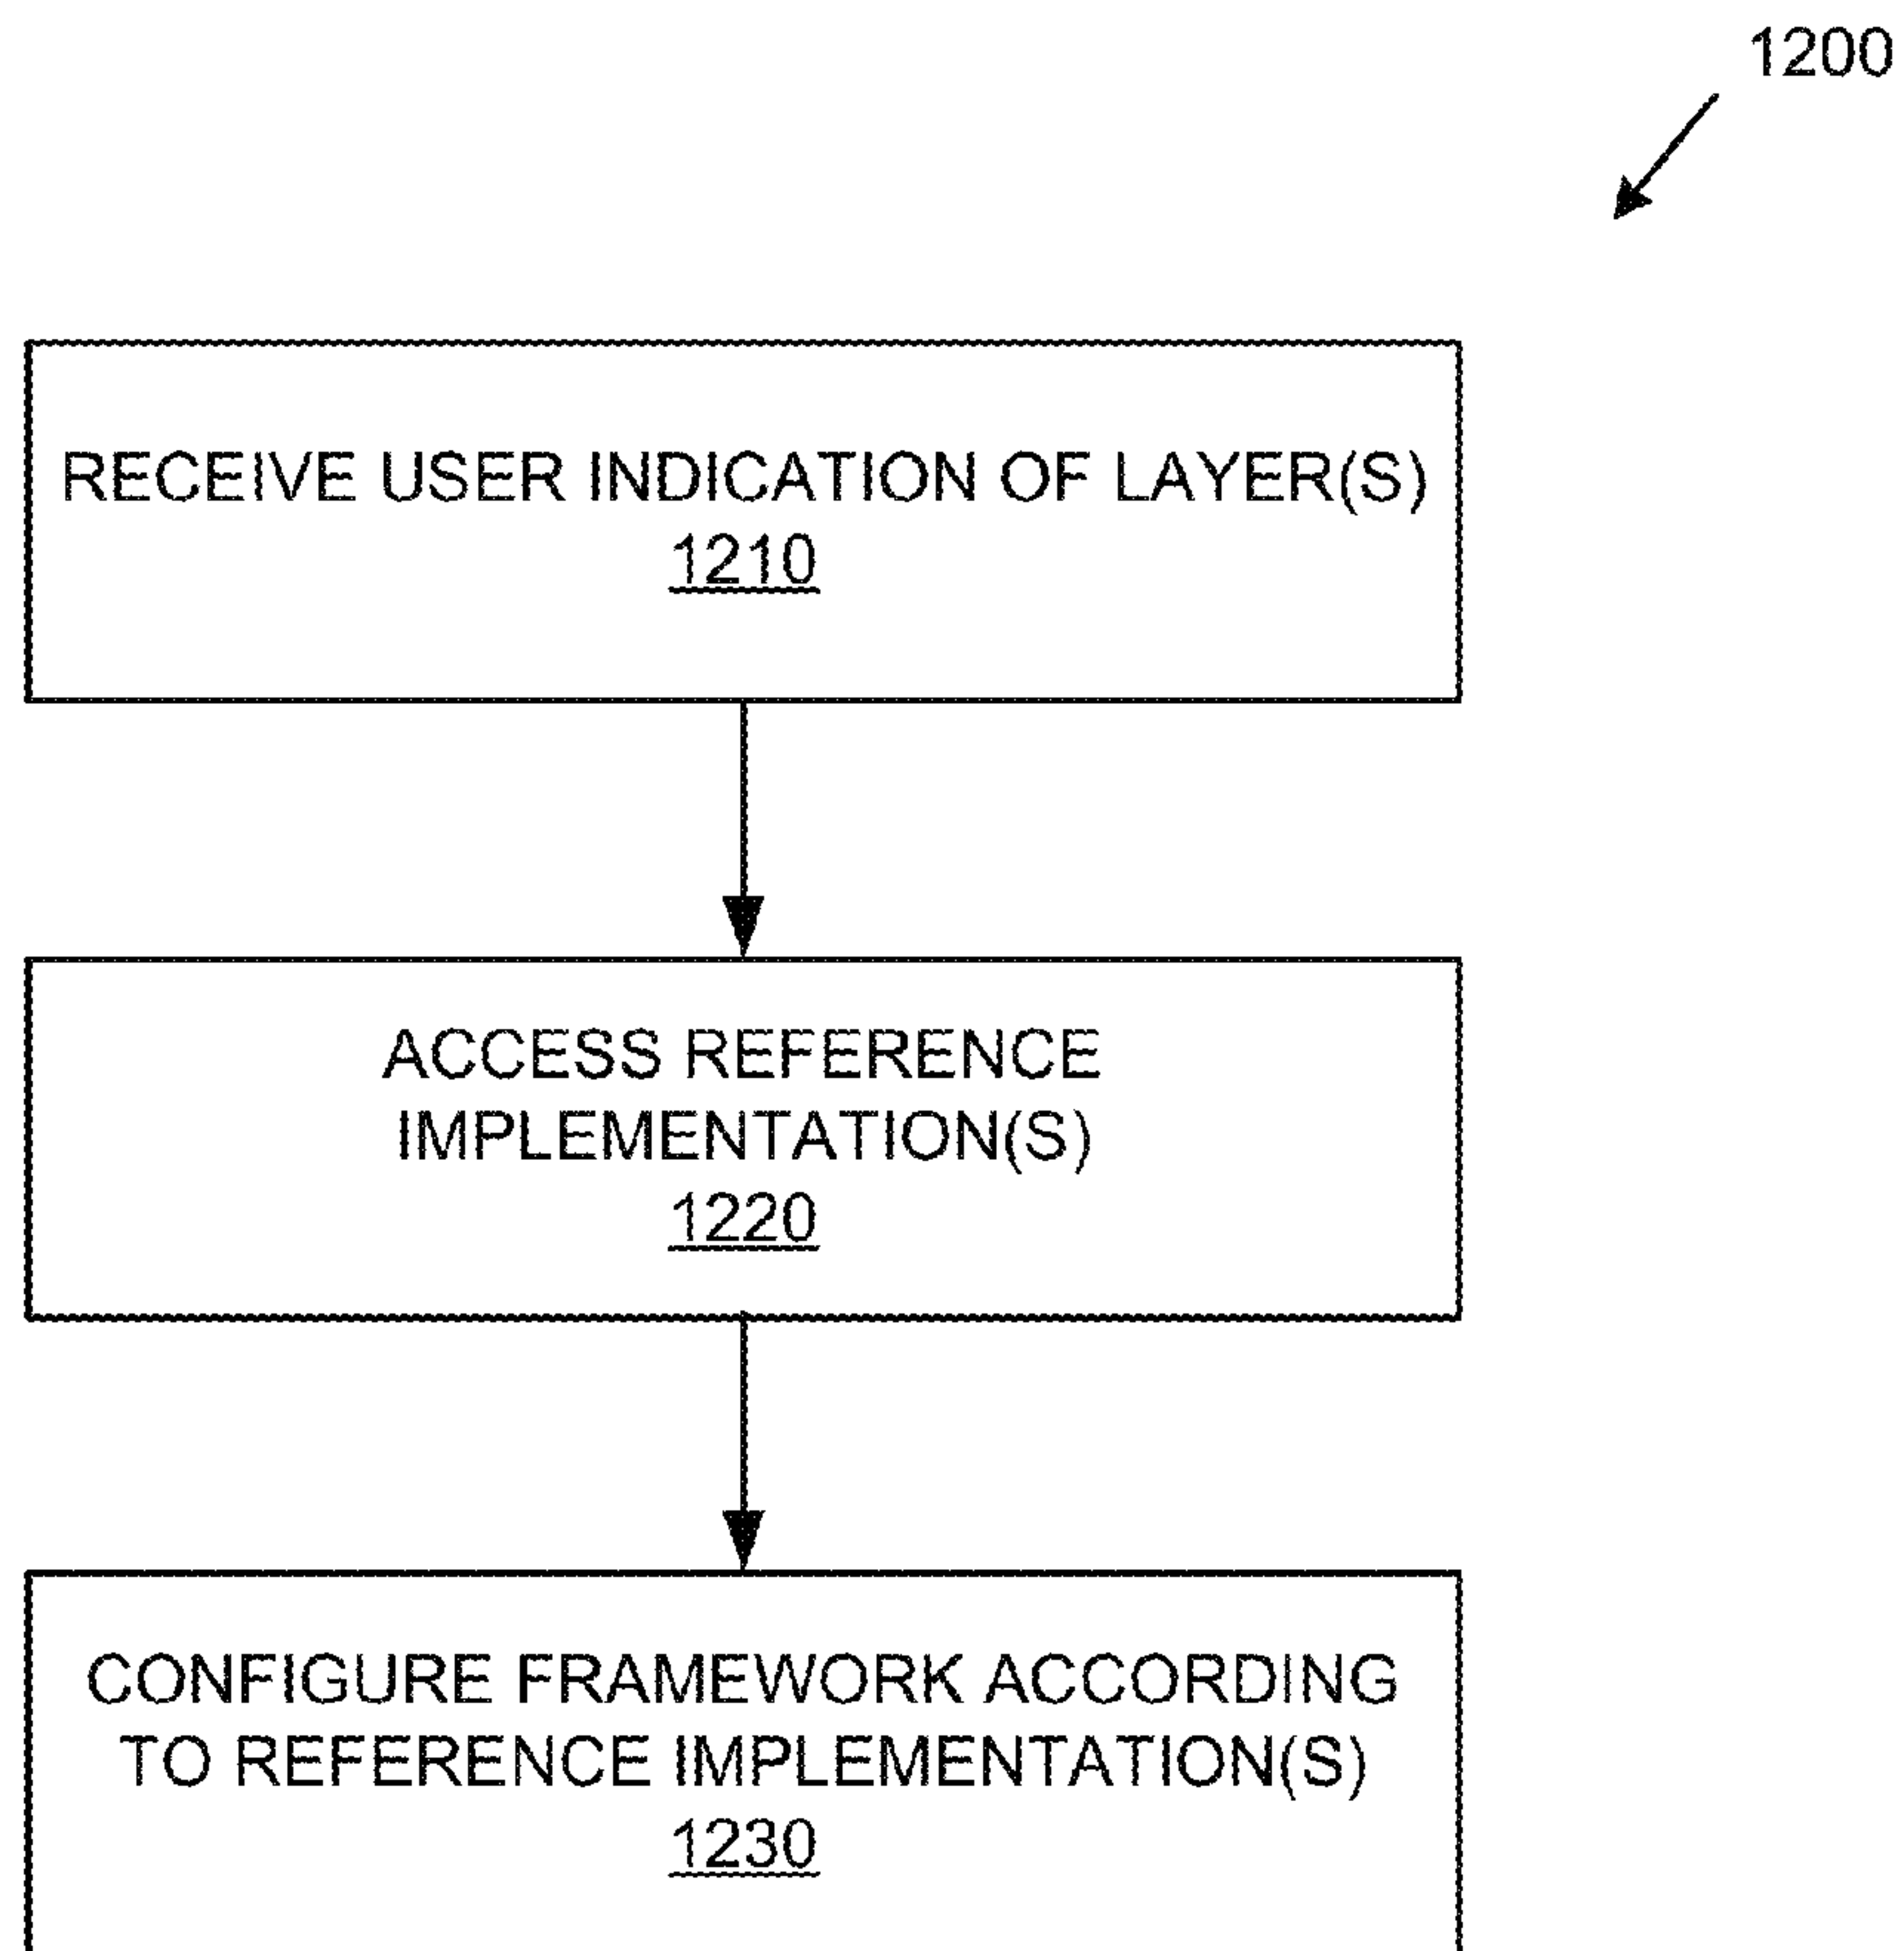 1200
RECEIVE USER INDICATION OF LAYER(S)
1210
ACCESS REFERENCE
IMPLEMENTATION(S)
1220
CONFIGURE FRAMEWORK ACCORDING
TO REFERENCE IMPLEMENTATION(S)
1230